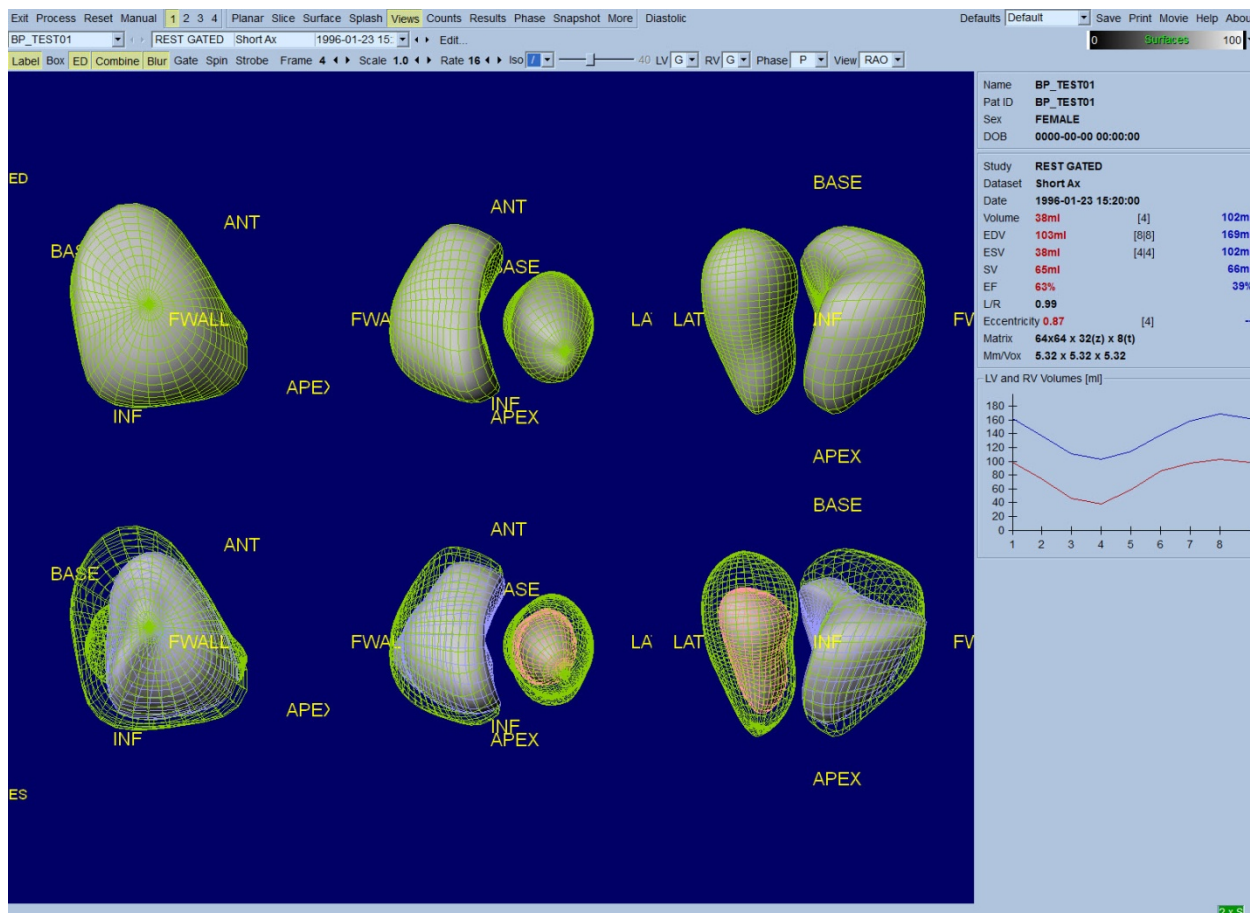 Exit Process Reset Manual 1 2 3 4 Planar Slice Surface Splash Views Counts Results Phase Snapshot More Diastolic Defaults Default Save Print Movie Help Abou
BP_TEST01 REST GATED Short Ax 1996-01-23 15: Edit...
0 Surfaces 100
Label Box ED Combine Blur Gate Spin Strobe Frame 4 Scale 1.0 Rate 16 Iso / 40 LV G RV G Phase P View RAO
Name BP_TEST01
Pat ID BP_TEST01
Sex FEMALE
DOB 0000-00-00 00:00:00
Study REST GATED
Dataset Short Ax
Date 1996-01-23 15:20:00
Volume 38ml [4] 102m
EDV 103ml [8|8] 169m
ESV 38ml [4|4] 102m
SV 65ml 66m
EF 63% 39%
L/R 0.99
Eccentricity 0.87 [4] --
Matrix 64x64 x 32(z) x 8(t)
Mm/Vox 5.32 x 5.32 x 5.32
LV and RV Volumes [ml]
180
160
140
120
100
80
60
40
20
0
1 2 3 4 5 6 7 8
ED
ANT
BAS
FWALL
APEX
INF
ANT
BASE
FWA
LA
INF
APEX
BASE
LAT
INF
FW
APEX
ANT
BASE
FWALL
APEX
INF
ANT
ASE
FWAL
LA
INF
APEX
BASE
LAT
INF
FW
APEX
ES